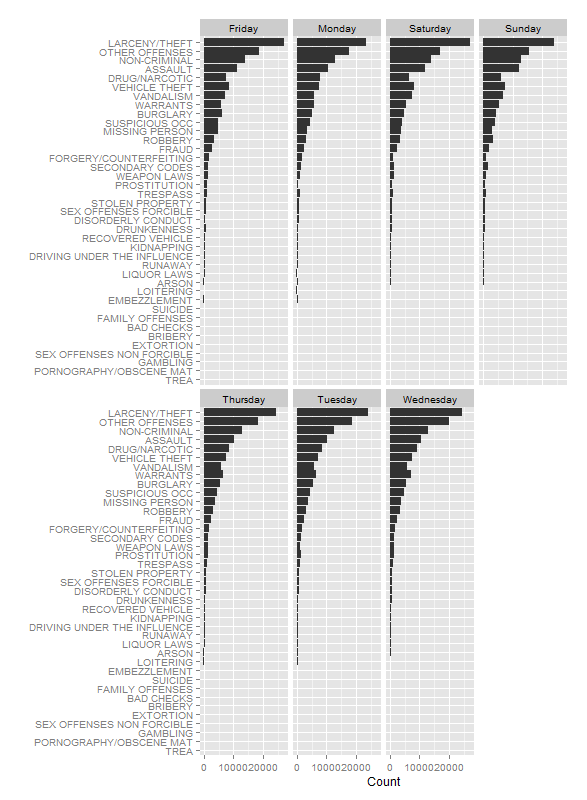 Friday Monday Saturday Sunday
LARCENY/THEFT
OTHER OFFENSES
NON-CRIMINAL
ASSAULT
DRUG/NARCOTIC
VEHICLE THEFT
VANDALISM
WARRANTS
BURGLARY
SUSPICIOUS OCC
MISSING PERSON
ROBBERY
FRAUD
FORGERY/COUNTERFEITING
SECONDARY CODES
WEAPON LAWS
PROSTITUTION
TRESPASS
STOLEN PROPERTY
SEX OFFENSES FORCIBLE
DISORDERLY CONDUCT
DRUNKENNESS
RECOVERED VEHICLE
KIDNAPPING
DRIVING UNDER THE INFLUENCE
RUNAWAY
LIQUOR LAWS
ARSON
LOITERING
EMBEZZLEMENT
SUICIDE
FAMILY OFFENSES
BAD CHECKS
BRIBERY
EXTORTION
SEX OFFENSES NON FORCIBLE
GAMBLING
PORNOGRAPHY/OBSCENE MAT
TREA
Thursday Tuesday Wednesday
LARCENY/THEFT
OTHER OFFENSES
NON-CRIMINAL
ASSAULT
DRUG/NARCOTIC
VEHICLE THEFT
VANDALISM
WARRANTS
BURGLARY
SUSPICIOUS OCC
MISSING PERSON
ROBBERY
FRAUD
FORGERY/COUNTERFEITING
SECONDARY CODES
WEAPON LAWS
PROSTITUTION
TRESPASS
STOLEN PROPERTY
SEX OFFENSES FORCIBLE
DISORDERLY CONDUCT
DRUNKENNESS
RECOVERED VEHICLE
KIDNAPPING
DRIVING UNDER THE INFLUENCE
RUNAWAY
LIQUOR LAWS
ARSON
LOITERING
EMBEZZLEMENT
SUICIDE
FAMILY OFFENSES
BAD CHECKS
BRIBERY
EXTORTION
SEX OFFENSES NON FORCIBLE
GAMBLING
PORNOGRAPHY/OBSCENE MAT
TREA
0 1000020000 0 1000020000 0 1000020000
Count